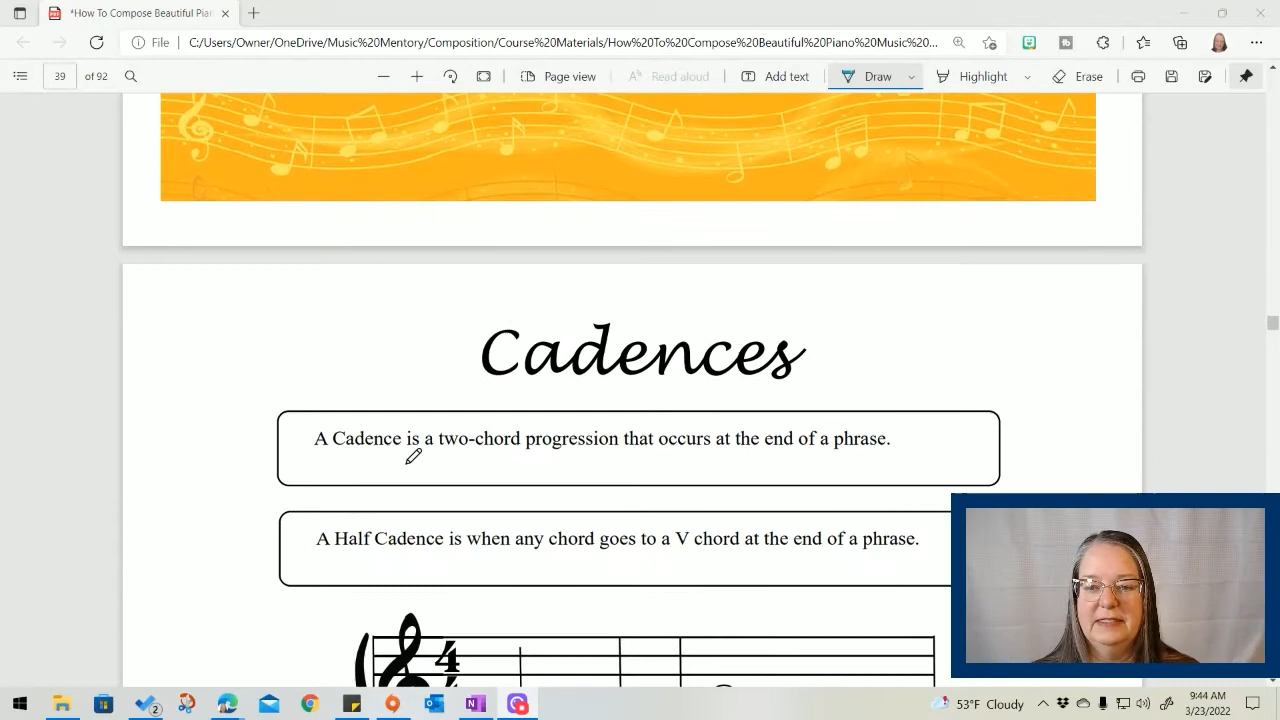 *How To Compose Beautiful Pia
File
C:/Users/Owner/OneDrive/Music%20Mentory/Composition/Course%20Materials/How%20To%20Compose%20Beautiful%20Piano%20Music%20...
39 of 92
Page view
Read aloud
Add text
Draw
Highlight
Erase
Cadences
A Cadence is a two-chord progression that occurs at the end of a phrase.
A Half Cadence is when any chord goes to a V chord at the end of a phrase.
4
2
53°F Cloudy
9:44 AM
3/23/2022